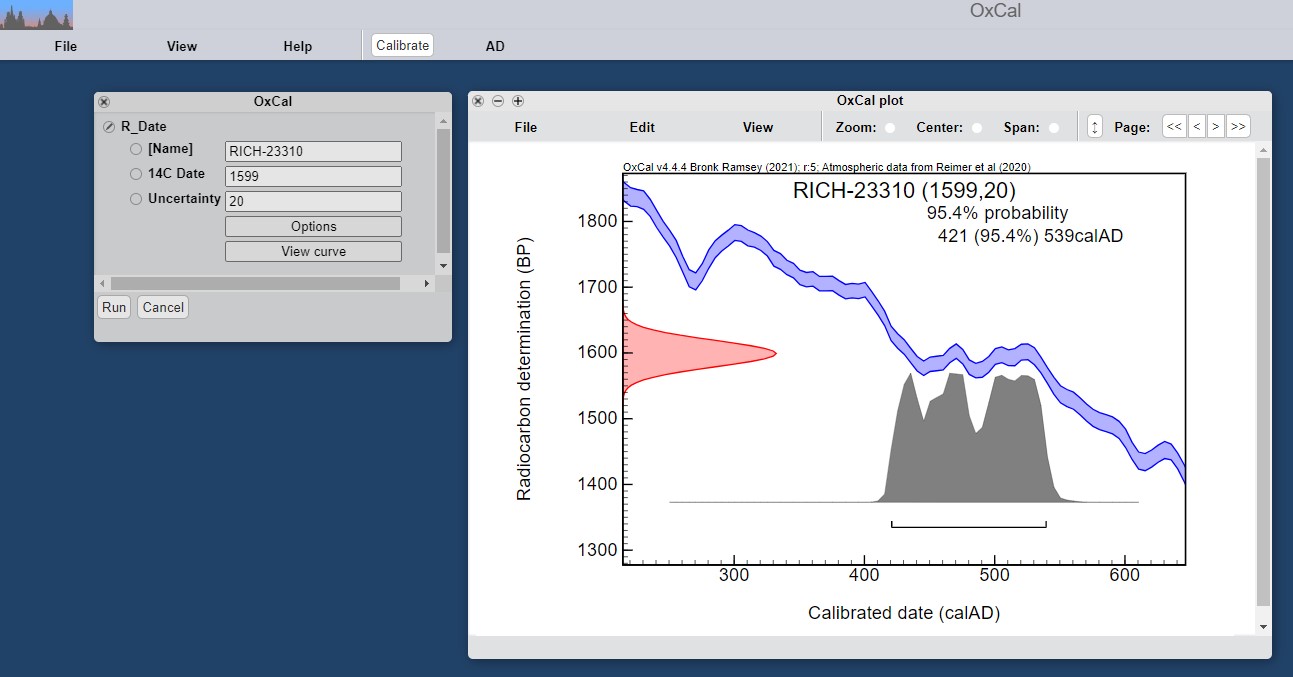 OxCal
File View Help Calibrate AD
OxCal
R_Date
[Name] RICH-23310
14C Date 1599
Uncertainty 20
Options
View curve
Run Cancel
OxCal plot
File Edit View Zoom: Center: Span: Page: << < > >>
OxCal v4.4.4 Bronk Ramsey (2021); r:5; Atmospheric data from Reimer et al (2020)
RICH-23310 (1599,20)
95.4% probability
421 (95.4%) 539calAD
Radiocarbon determination (BP)
1800
1700
1600
1500
1400
1300
300 400 500 600
Calibrated date (calAD)